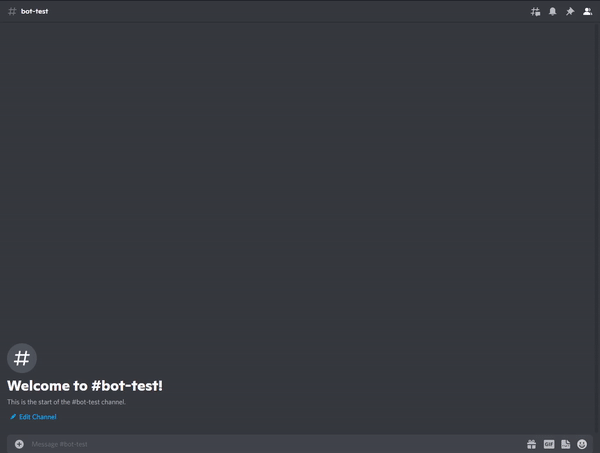 # bot-test
#
Welcome to #bot-test!
This is the start of the #bot-test channel.
Edit Channel
Message #bot-test
GIF